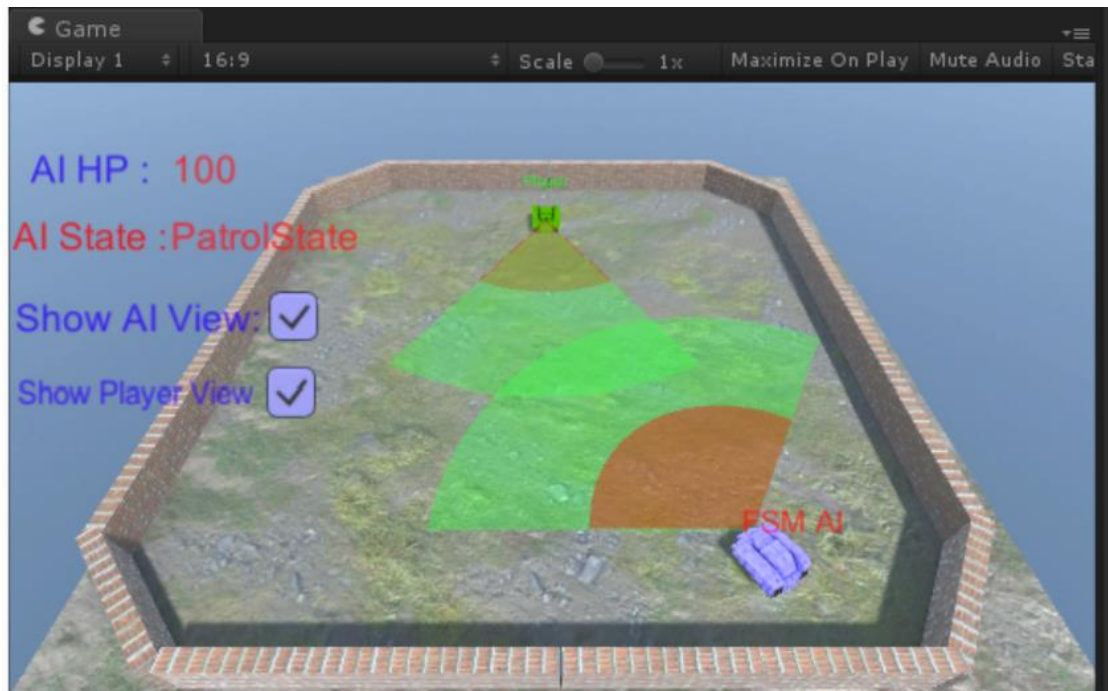 Game
Display 1 16:9 Scale 1x Maximize On Play Mute Audio Sta
AI HP : 100
Player
AI State :PatrolState
Show AI View:
Show Player View
FSM AI